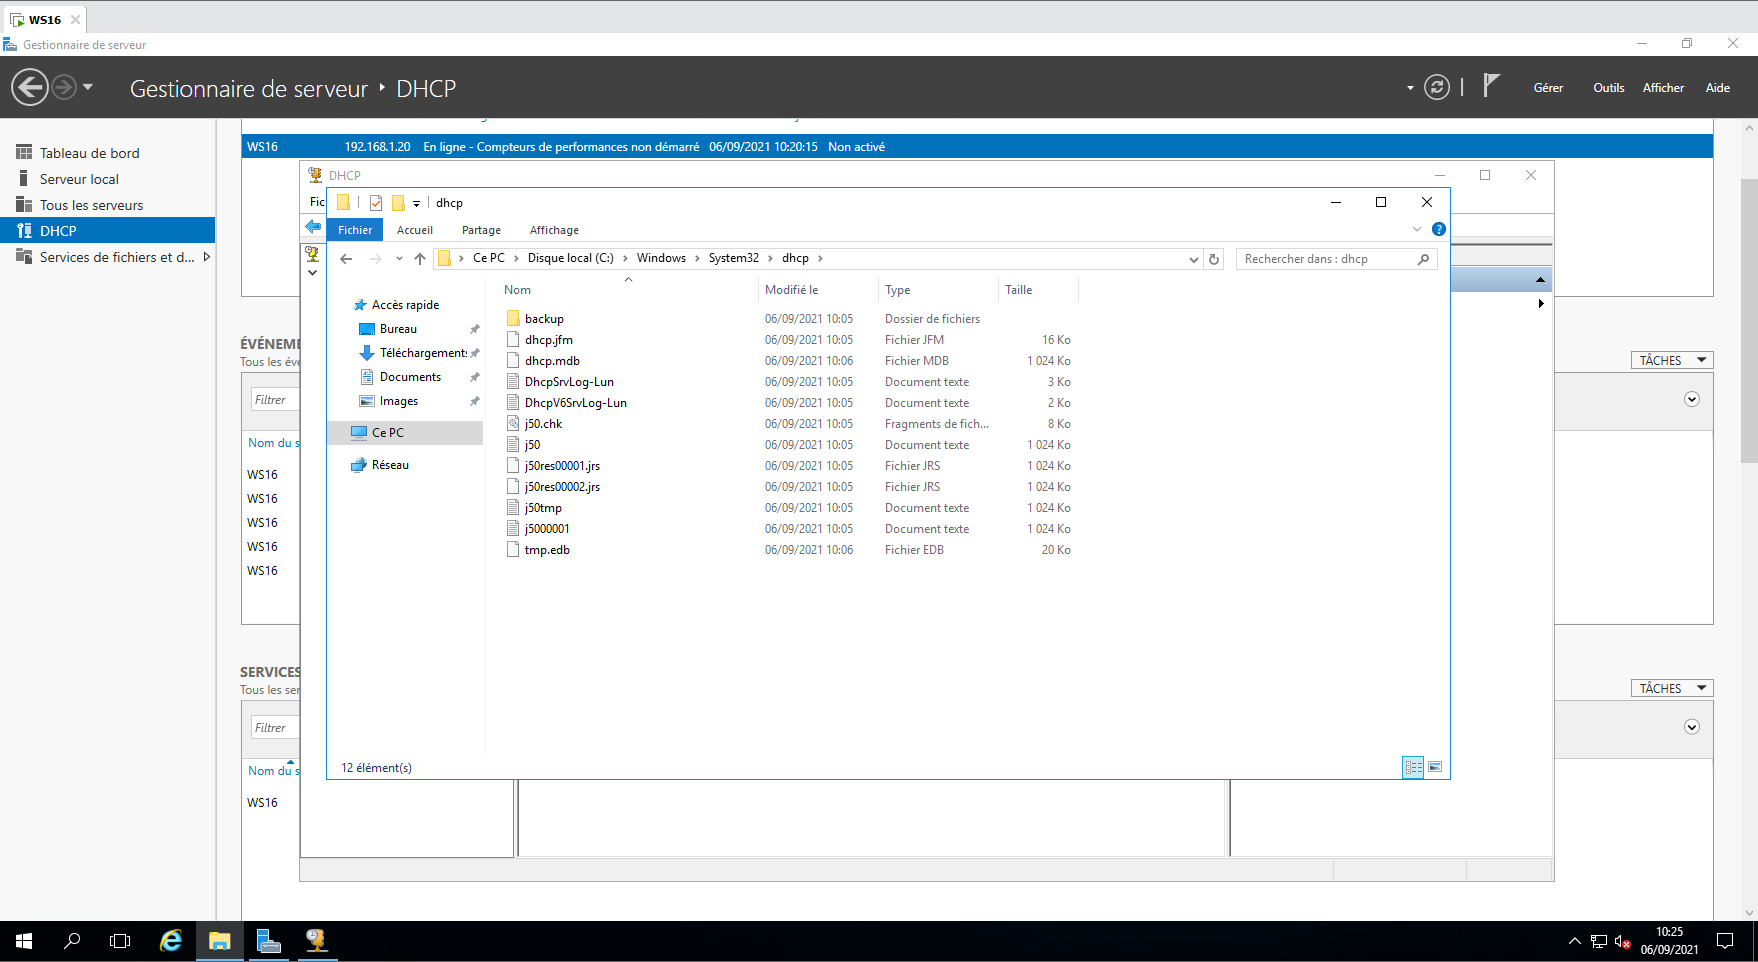 WS16
Gestionnaire de serveur
Gestionnaire de serveur ‣ DHCP
Gérer Outils Afficher Aide
Tableau de bord
Serveur local
Tous les serveurs
DHCP
Services de fichiers et d...
WS16 192.168.1.20 En ligne - Compteurs de performances non démarré 06/09/2021 10:20:15 Non activé
DHCP
Fic
dhcp
Fichier Accueil Partage Affichage
Ce PC > Disque local (C:) > Windows > System32 > dhcp >
Rechercher dans : dhcp
Accès rapide
Bureau
Téléchargements
Documents
Images
Ce PC
Réseau
Nom Modifié le Type Taille
backup 06/09/2021 10:05 Dossier de fichiers
dhcp.jfm 06/09/2021 10:05 Fichier JFM 16 Ko
dhcp.mdb 06/09/2021 10:06 Fichier MDB 1 024 Ko
DhcpSrvLog-Lun 06/09/2021 10:05 Document texte 3 Ko
DhcpV6SrvLog-Lun 06/09/2021 10:05 Document texte 2 Ko
j50.chk 06/09/2021 10:05 Fragments de fich... 8 Ko
j50 06/09/2021 10:05 Document texte 1 024 Ko
j50res00001.jrs 06/09/2021 10:05 Fichier JRS 1 024 Ko
j50res00002.jrs 06/09/2021 10:05 Fichier JRS 1 024 Ko
j50tmp 06/09/2021 10:05 Document texte 1 024 Ko
j5000001 06/09/2021 10:05 Document texte 1 024 Ko
tmp.edb 06/09/2021 10:06 Fichier EDB 20 Ko
12 élément(s)
ÉVÉNEME
Tous les éve
TÂCHES
Filtrer
Nom du s
WS16
WS16
WS16
WS16
WS16
SERVICES
Tous les ser
TÂCHES
Filtrer
Nom du s
WS16
10:25
06/09/2021